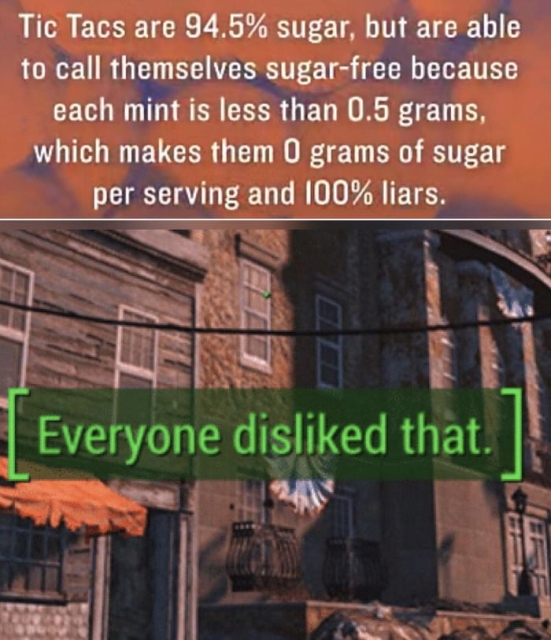 Tic Tacs are 94.5% sugar, but are able
to call themselves sugar-free because
each mint is less than 0.5 grams,
which makes them 0 grams of sugar
per serving and 100% liars.
[Everyone disliked that.]